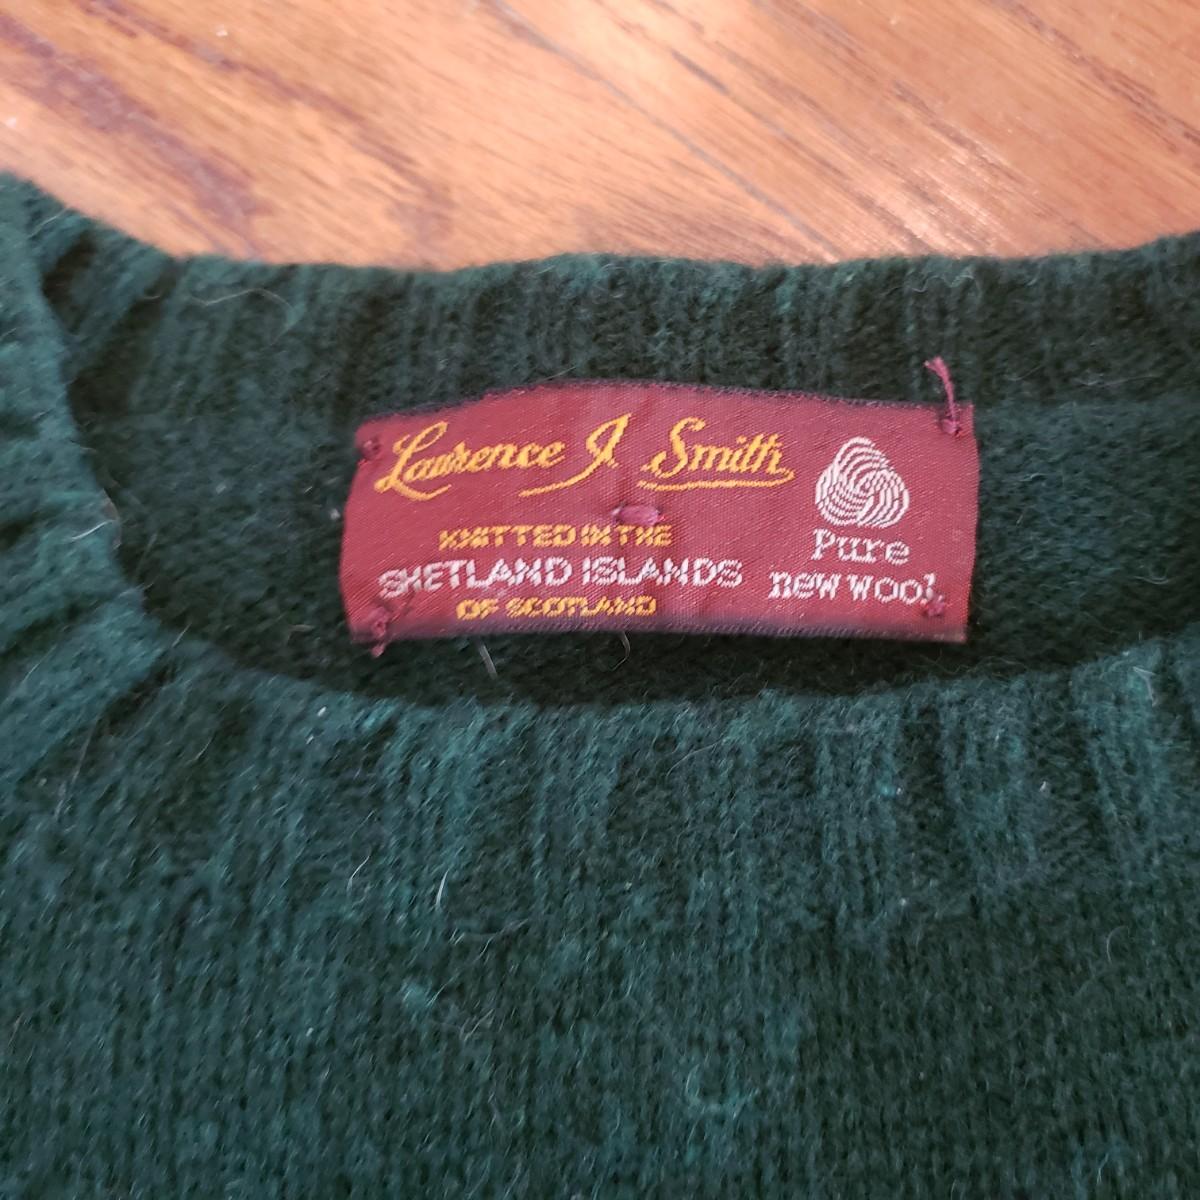 Laurence J. Smith
KNITTED IN THE
SHETLAND ISLANDS
OF SCOTLAND
Pure
new wool.